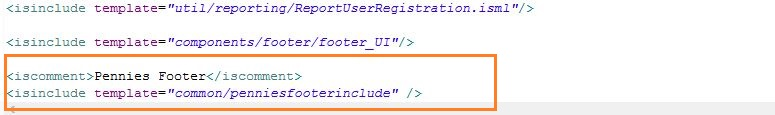 <isinclude template="util/reporting/ReportUserRegistration.isml"/>
<isinclude template="components/footer/footer_UI"/>
<iscomment>Pennies Footer</iscomment>
<isinclude template="common/penniesfooterinclude" />